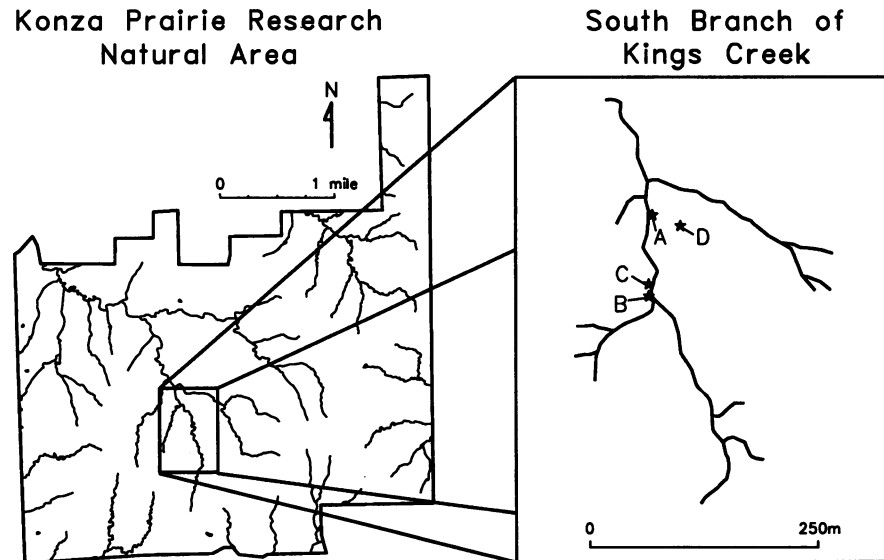 Konza Prairie Research
Natural Area
South Branch of
Kings Creek
N
0 1 mile
A
D
C
B
0 250m